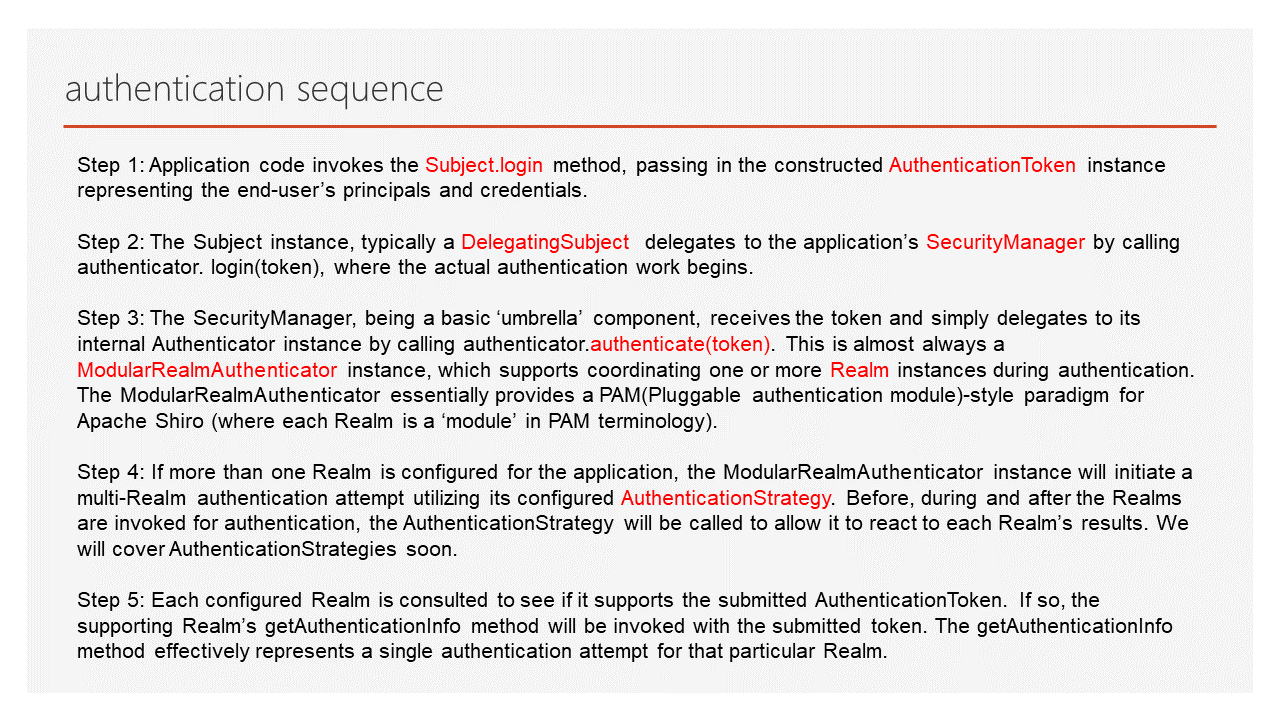 authentication sequence
Step 1: Application code invokes the Subject.login method, passing in the constructed AuthenticationToken instance
representing the end-user’s principals and credentials.
Step 2: The Subject instance, typically a DelegatingSubject delegates to the application’s SecurityManager by calling
authenticator. login(token), where the actual authentication work begins.
Step 3: The SecurityManager, being a basic ‘umbrella’ component, receives the token and simply delegates to its
internal Authenticator instance by calling authenticator.authenticate(token). This is almost always a
ModularRealmAuthenticator instance, which supports coordinating one or more Realm instances during authentication.
The ModularRealmAuthenticator essentially provides a PAM(Pluggable authentication module)-style paradigm for
Apache Shiro (where each Realm is a ‘module’ in PAM terminology).
Step 4: If more than one Realm is configured for the application, the ModularRealmAuthenticator instance will initiate a
multi-Realm authentication attempt utilizing its configured AuthenticationStrategy. Before, during and after the Realms
are invoked for authentication, the AuthenticationStrategy will be called to allow it to react to each Realm’s results. We
will cover AuthenticationStrategies soon.
Step 5: Each configured Realm is consulted to see if it supports the submitted AuthenticationToken. If so, the
supporting Realm’s getAuthenticationInfo method will be invoked with the submitted token. The getAuthenticationInfo
method effectively represents a single authentication attempt for that particular Realm.